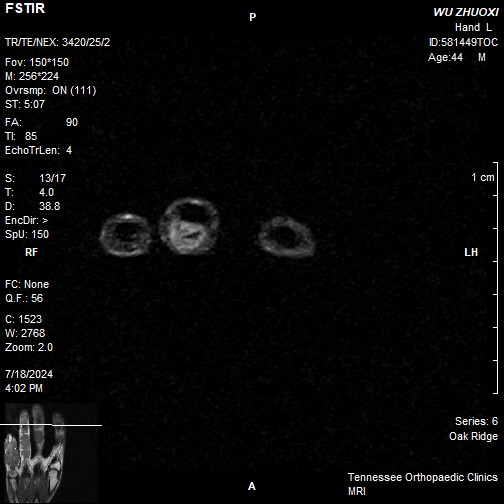 FSTIR
P
WU ZHUOXI
Hand L
ID:581449TOC
Age:44 M
TR/TE/NEX: 3420/25/2
Fov: 150*150
M: 256*224
Ovrsmp: ON (111)
ST: 5:07
FA: 90
TI: 85
EchoTrLen: 4
S: 13/17
T: 4.0
D: 38.8
EncDir: >
SpU: 150
1 cm
RF
LH
FC: None
Q.F.: 56
C: 1523
W: 2768
Zoom: 2.0
7/18/2024
4:02 PM
Series: 6
Oak Ridge
A
Tennessee Orthopaedic Clinics
MRI